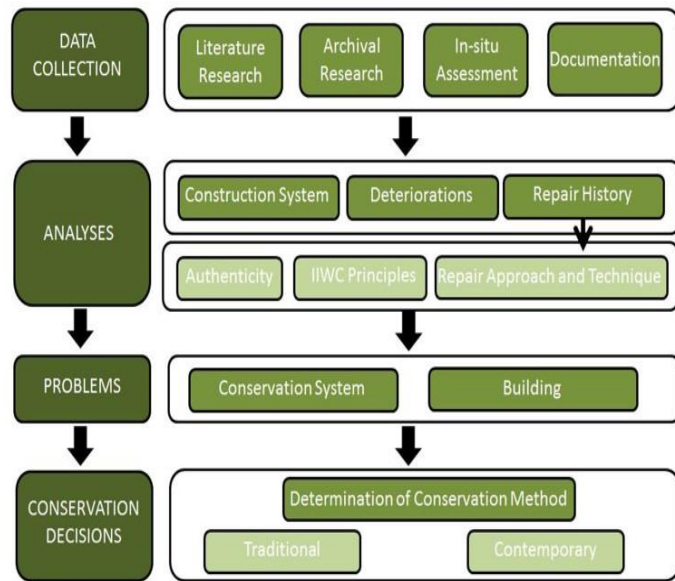 DATA
COLLECTION
Literature
Research
Archival
Research
In-situ
Assessment
Documentation
ANALYSES
Construction System
Deteriorations
Repair History
Authenticity
IIWC Principles
Repair Approach and Technique
PROBLEMS
Conservation System
Building
CONSERVATION
DECISIONS
Determination of Conservation Method
Traditional
Contemporary